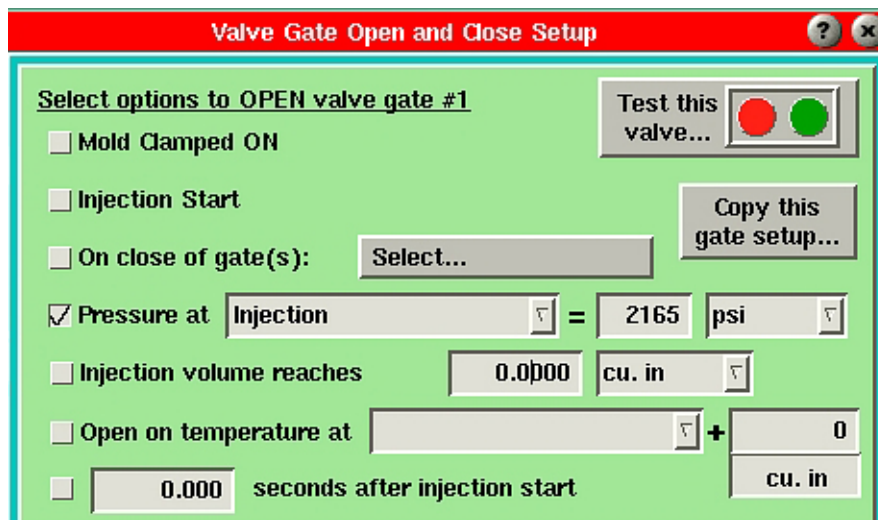 Valve Gate Open and Close Setup ? x
Select options to OPEN valve gate #1
Test this
valve...
Mold Clamped ON
Injection Start
Copy this
gate setup...
On close of gate(s): Select...
Pressure at Injection = 2165 psi
Injection volume reaches 0.0000 cu. in
Open on temperature at + 0
cu. in
0.000 seconds after injection start